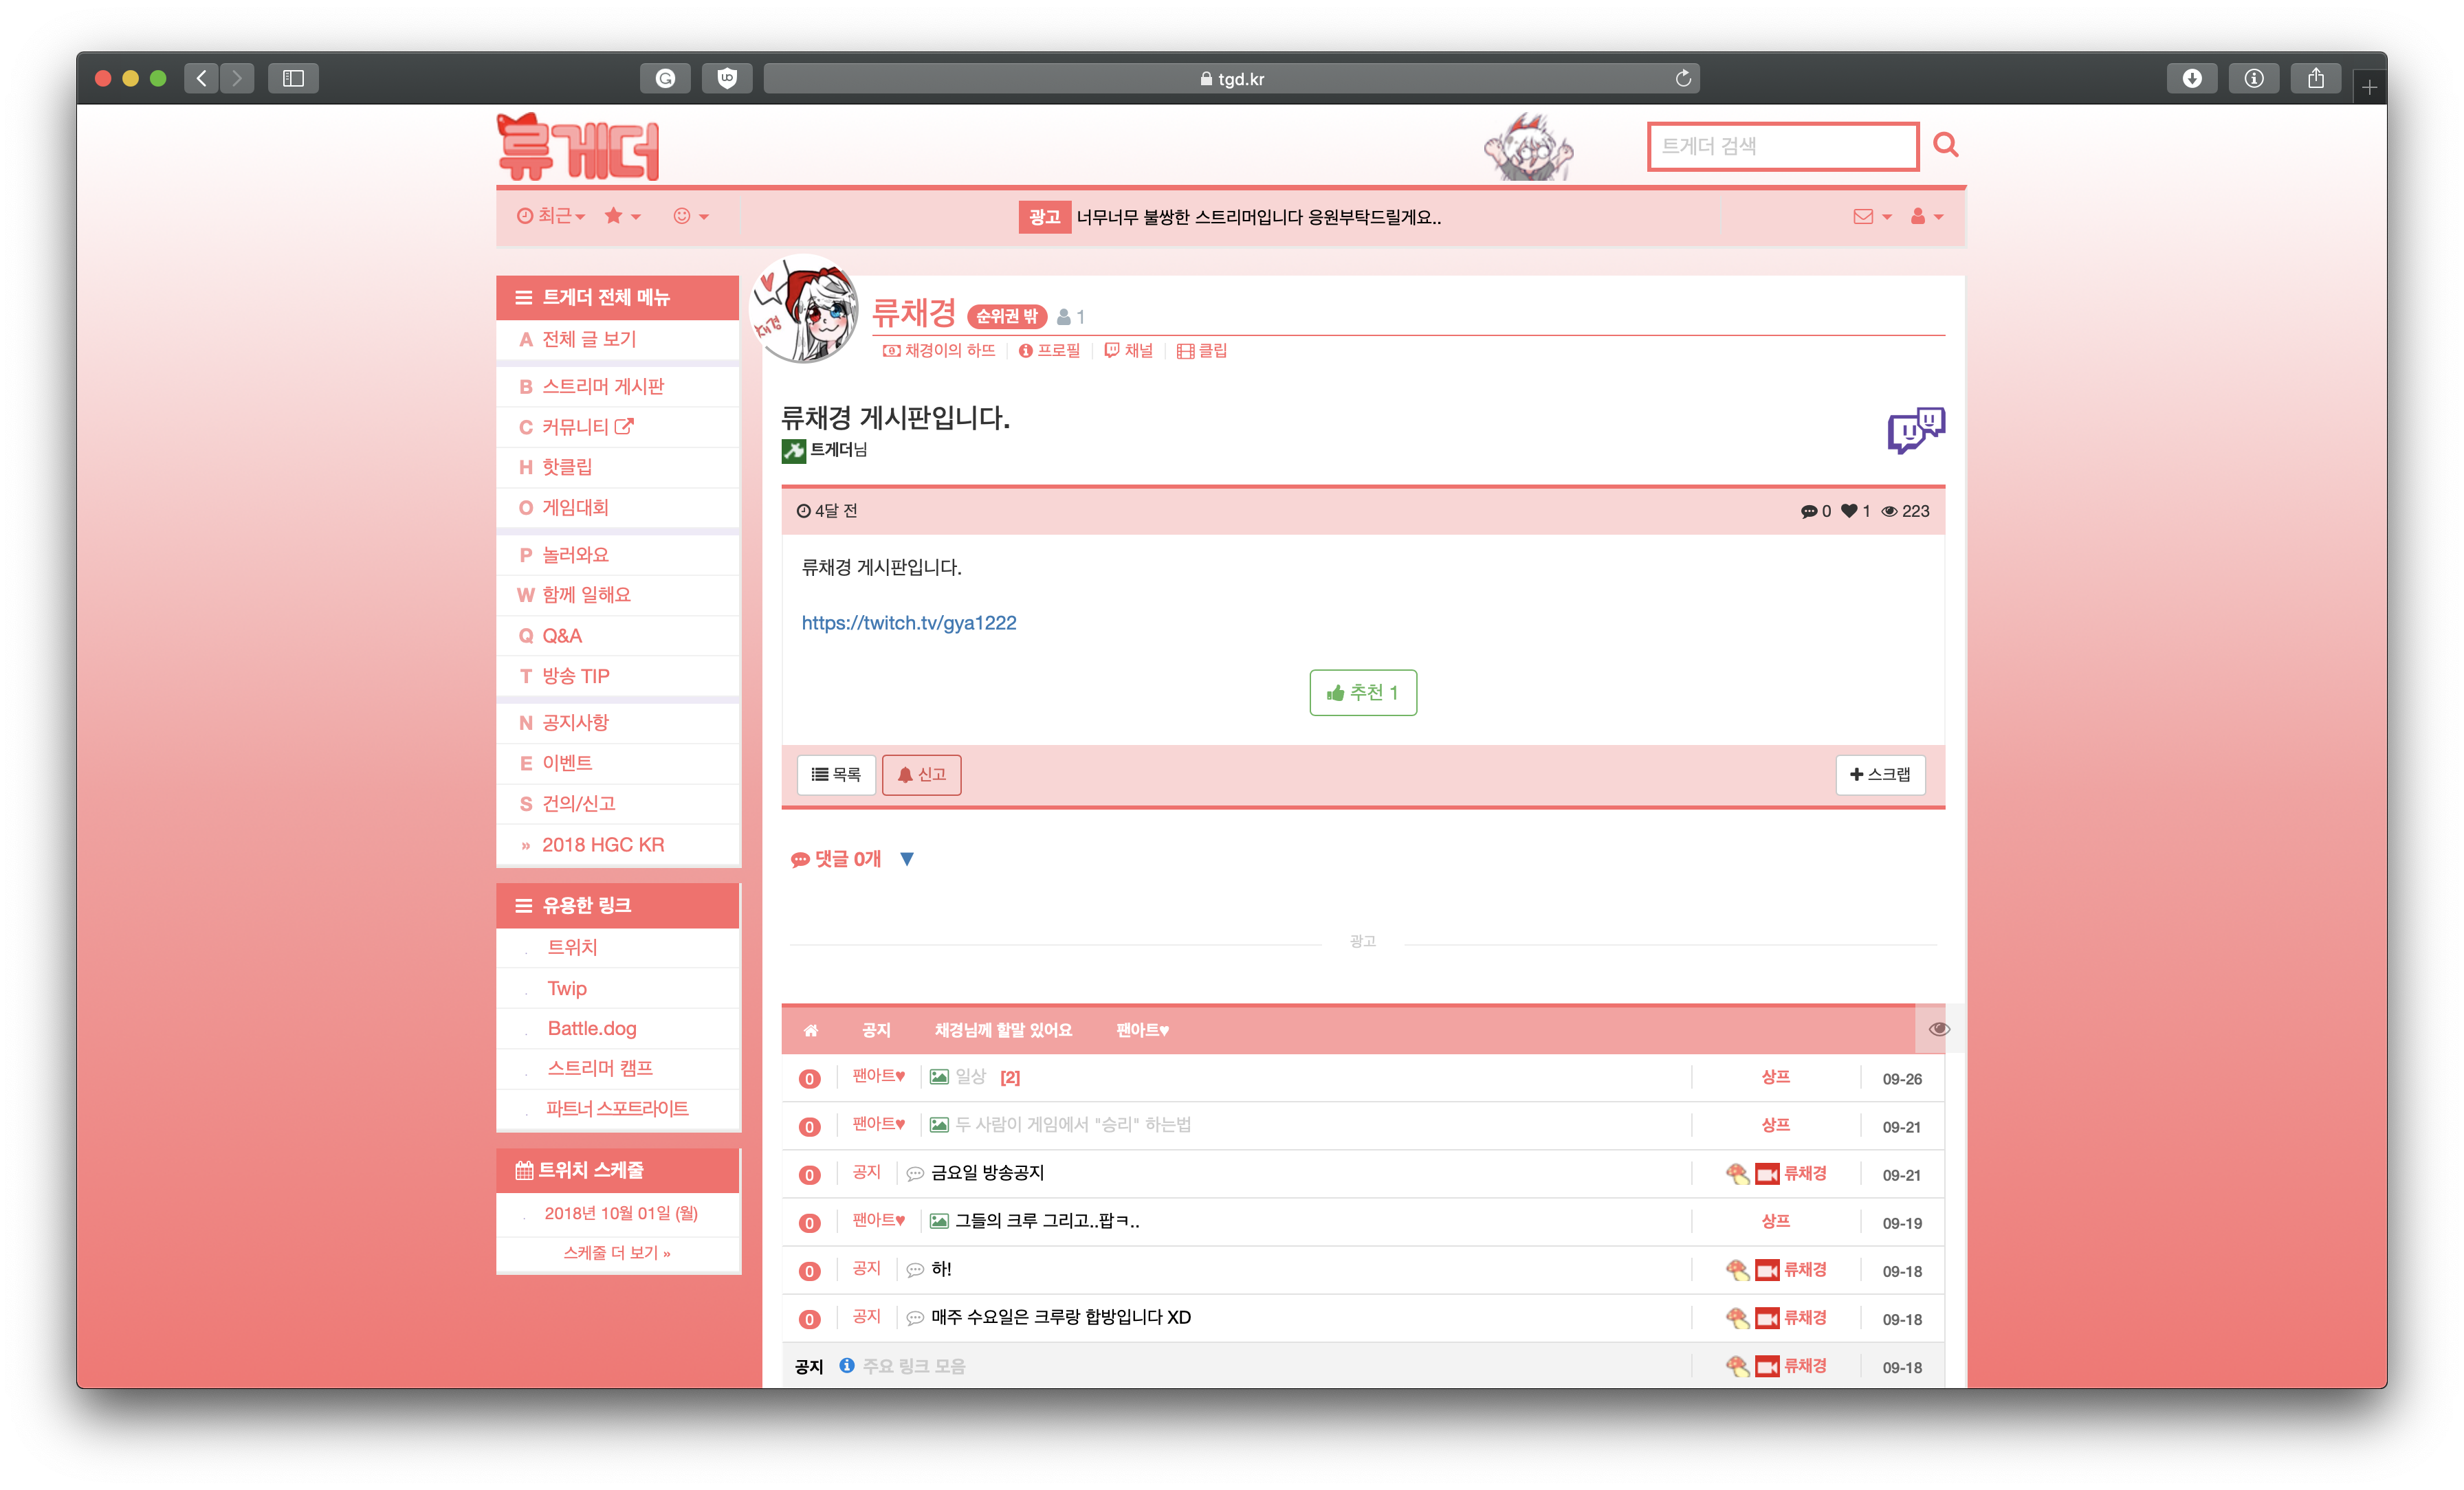 tgd.kr
류게더
트게더 검색
최근
광고 너무너무 불쌍한 스트리머입니다 응원부탁드릴게요..
트게더 전체 메뉴
A 전체 글 보기
B 스트리머 게시판
C 커뮤니티
H 핫클립
O 게임대회
P 놀러와요
W 함께 일해요
Q Q&A
T 방송 TIP
N 공지사항
E 이벤트
S 건의/신고
» 2018 HGC KR
유용한 링크
. 트위치
. Twip
. Battle.dog
. 스트리머 캠프
. 파트너 스포트라이트
트위치 스케줄
. 2018년 10월 01일 (월)
스케줄 더 보기 »
채경
류채경 순위권 밖 1
채경이의 하뜨 프로필 채널 클립
류채경 게시판입니다.
트게더님
4달 전 0 1 223
류채경 게시판입니다.
https://twitch.tv/gya1222
추천 1
목록 신고 스크랩
댓글 0개 ▼
광고
공지 채경님께 할말 있어요 팬아트♥
0 팬아트♥ 일상 [2] 상프 09-26
0 팬아트♥ 두 사람이 게임에서 "승리" 하는법 상프 09-21
0 공지 금요일 방송공지 류채경 09-21
0 팬아트♥ 그들의 크루 그리고..팝ㅋ.. 상프 09-19
0 공지 하! 류채경 09-18
0 공지 매주 수요일은 크루랑 합방입니다 XD 류채경 09-18
공지 주요 링크 모음 류채경 09-18